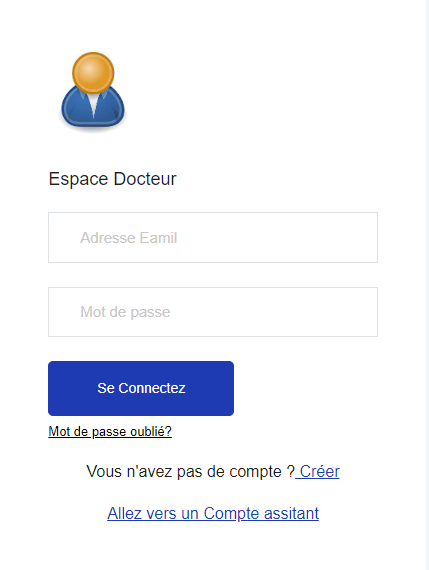 Espace Docteur
Adresse Eamil
Mot de passe
Se Connectez
Mot de passe oublié?
Vous n'avez pas de compte ? Créer
Allez vers un Compte assitant